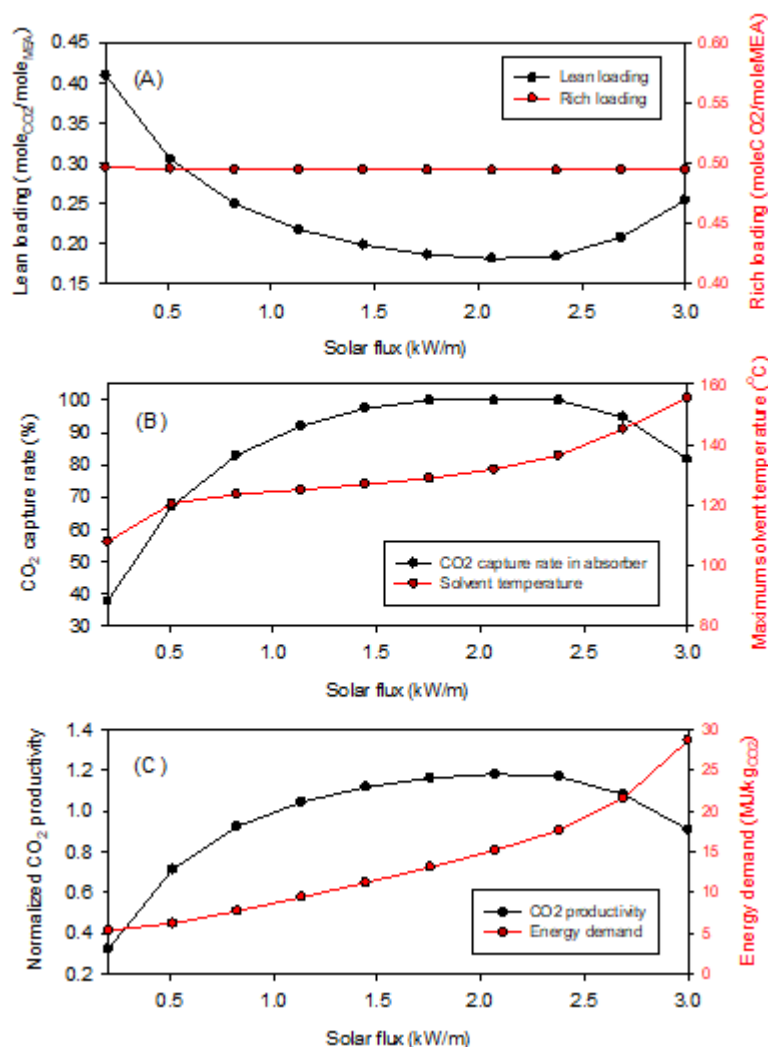 (A)
Lean loading
Rich loading
Lean loading (mole_CO2/mole_MEA)
0.45
0.40
0.35
0.30
0.25
0.20
0.15
0.60
0.55
0.50
0.45
0.40
Rich loading (moleCO2/moleMEA)
0.5 1.0 1.5 2.0 2.5 3.0
Solar flux (kW/m)
(B)
CO2 capture rate in absorber
Solvent temperature
CO₂ capture rate (%)
100
90
80
70
60
50
40
30
160
140
120
100
80
Maximum solvent temperature (°C)
0.5 1.0 1.5 2.0 2.5 3.0
Solar flux (kW/m)
(C)
CO2 productivity
Energy demand
Normalized CO₂ productivity
1.4
1.2
1.0
0.8
0.6
0.4
0.2
30
25
20
15
10
5
0
Energy demand (MJ/kg_CO2)
0.5 1.0 1.5 2.0 2.5 3.0
Solar flux (kW/m)